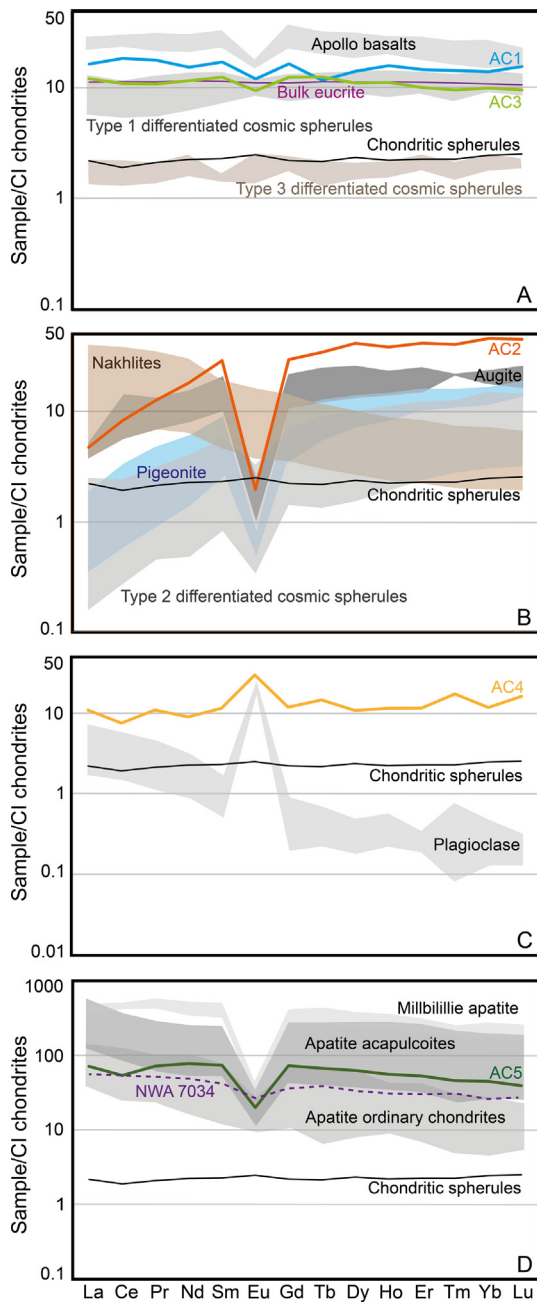 50
Apollo basalts
AC1
10
Bulk eucrite
AC3
Type 1 differentiated cosmic spherules
Chondritic spherules
Type 3 differentiated cosmic spherules
1
0.1
A
Sample/CI chondrites
50
Nakhlites
AC2
Augite
10
Pigeonite
Chondritic spherules
1
Type 2 differentiated cosmic spherules
0.1
B
Sample/CI chondrites
50
AC4
10
Chondritic spherules
1
Plagioclase
0.1
0.01
C
Sample/CI chondrites
1000
Millbilillie apatite
Apatite acapulcoites
100
AC5
NWA 7034
Apatite ordinary chondrites
10
Chondritic spherules
1
0.1
D
Sample/CI chondrites
La Ce Pr Nd Sm Eu Gd Tb Dy Ho Er Tm Yb Lu